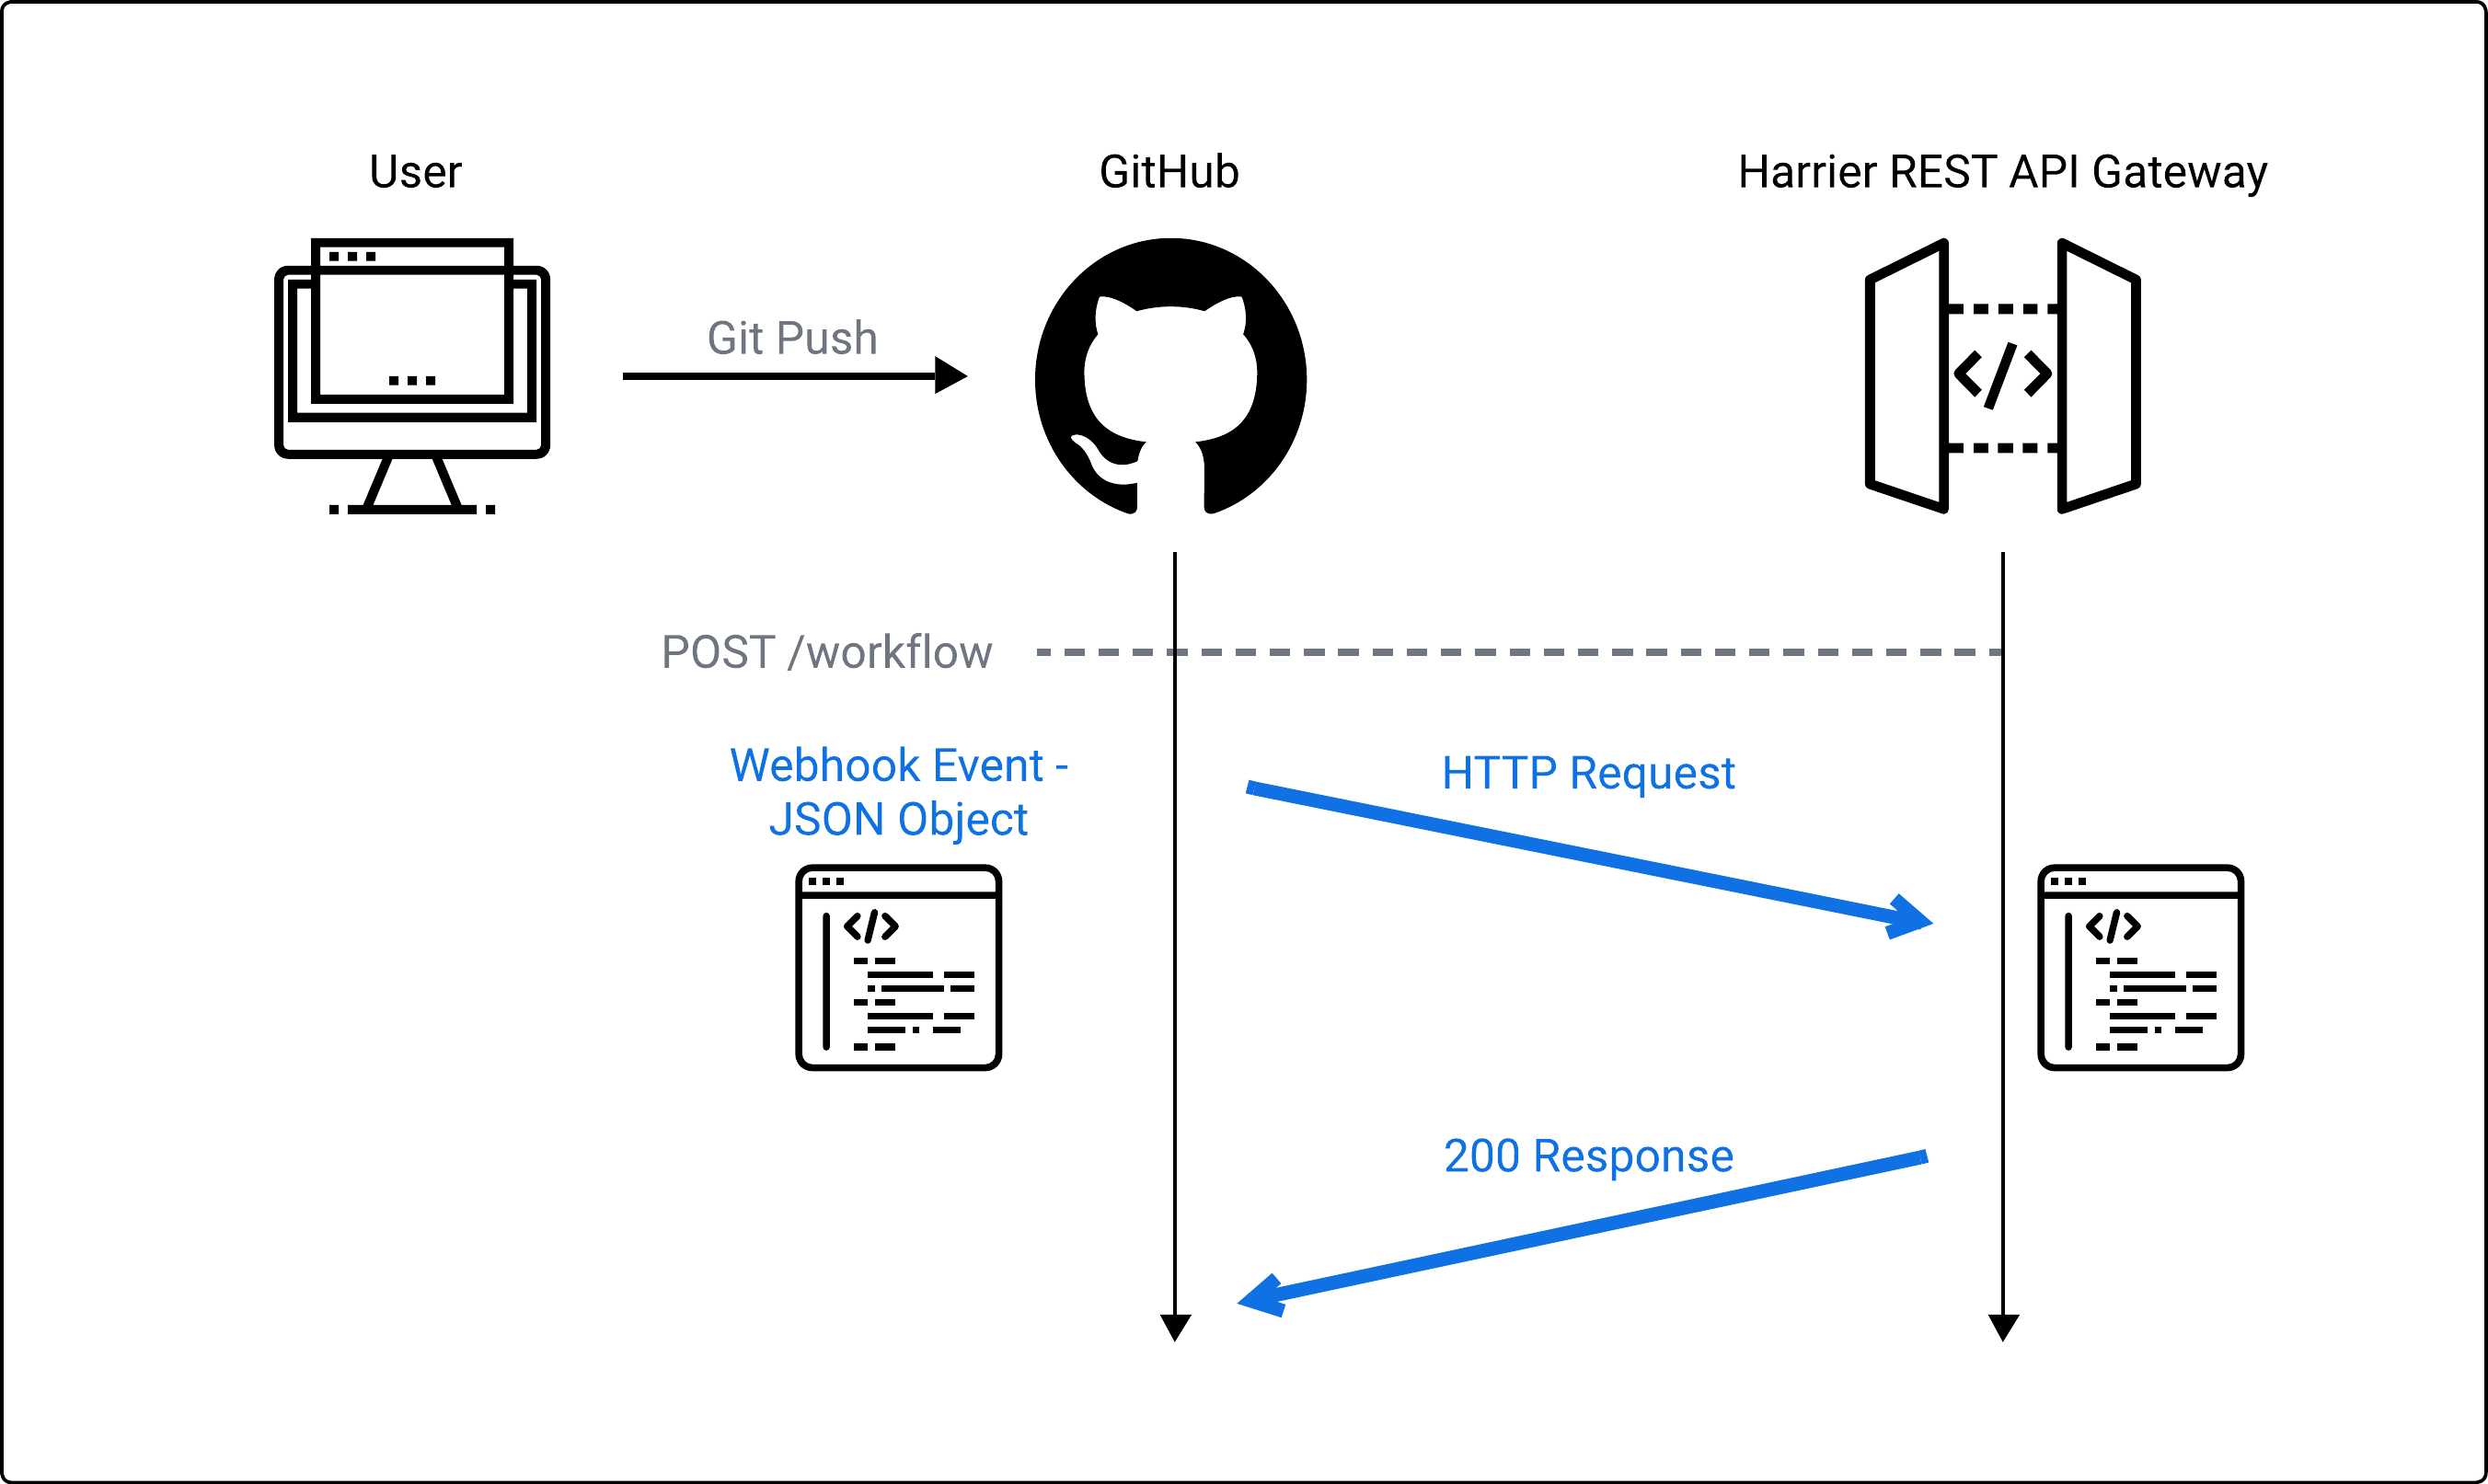 User
GitHub
Harrier REST API Gateway
Git Push
</>
POST /workflow
Webhook Event -
JSON Object
HTTP Request
</>
</>
200 Response